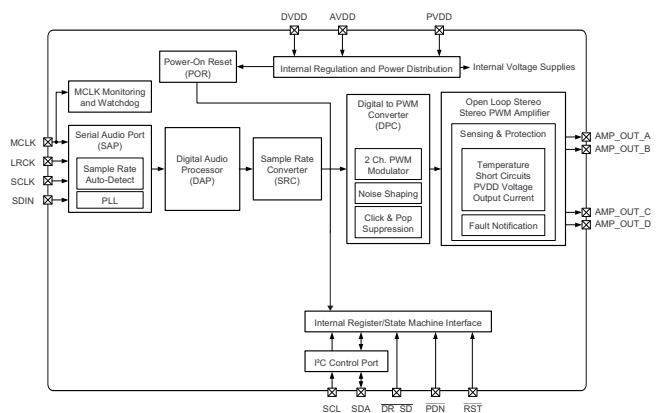 DVDD
AVDD
PVDD
Power-On Reset
(POR)
Internal Regulation and Power Distribution
Internal Voltage Supplies
MCLK Monitoring
and Watchdog
MCLK
LRCK
SCLK
SDIN
Serial Audio Port
(SAP)
Sample Rate
Auto-Detect
PLL
Digital Audio
Processor
(DAP)
Sample Rate
Converter
(SRC)
Digital to PWM
Converter
(DPC)
2 Ch. PWM
Modulator
Noise Shaping
Click & Pop
Suppression
Open Loop Stereo
Stereo PWM Amplifier
Sensing & Protection
Temperature
Short Circuits
PVDD Voltage
Output Current
Fault Notification
AMP_OUT_A
AMP_OUT_B
AMP_OUT_C
AMP_OUT_D
Internal Register/State Machine Interface
I²C Control Port
SCL
SDA
DR_SD
PDN
RST